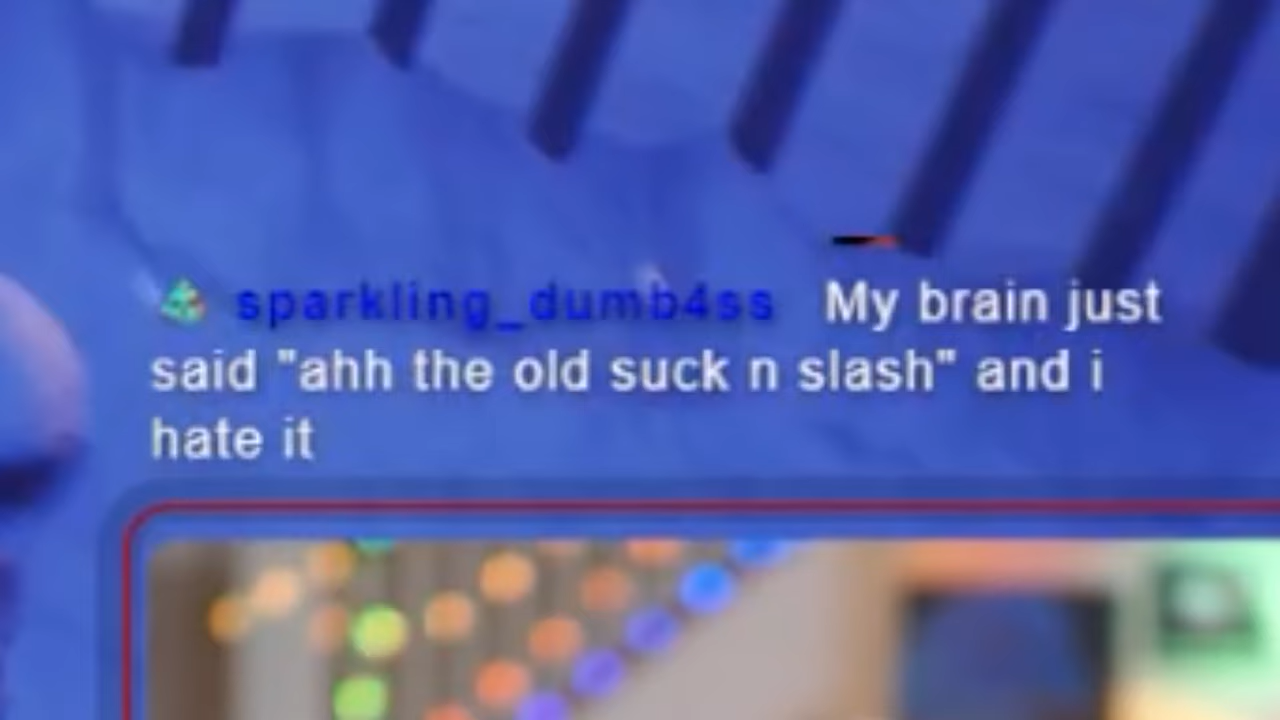 sparkling_dumb4ss My brain just
said "ahh the old suck n slash" and i
hate it